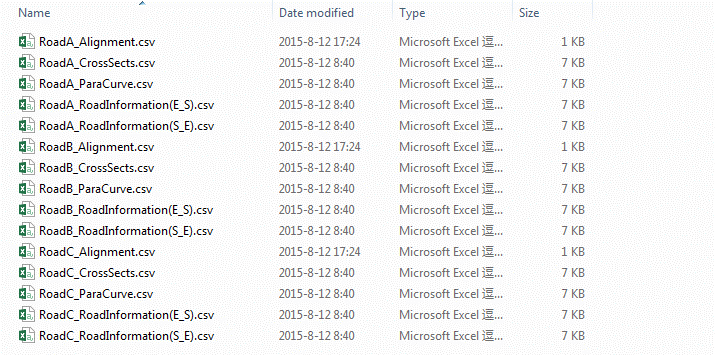 Name Date modified Type Size
RoadA_Alignment.csv 2015-8-12 17:24 Microsoft Excel 逗... 1 KB
RoadA_CrossSects.csv 2015-8-12 8:40 Microsoft Excel 逗... 7 KB
RoadA_ParaCurve.csv 2015-8-12 8:40 Microsoft Excel 逗... 7 KB
RoadA_RoadInformation(E_S).csv 2015-8-12 8:40 Microsoft Excel 逗... 7 KB
RoadA_RoadInformation(S_E).csv 2015-8-12 8:40 Microsoft Excel 逗... 7 KB
RoadB_Alignment.csv 2015-8-12 17:24 Microsoft Excel 逗... 1 KB
RoadB_CrossSects.csv 2015-8-12 8:40 Microsoft Excel 逗... 7 KB
RoadB_ParaCurve.csv 2015-8-12 8:40 Microsoft Excel 逗... 7 KB
RoadB_RoadInformation(E_S).csv 2015-8-12 8:40 Microsoft Excel 逗... 7 KB
RoadB_RoadInformation(S_E).csv 2015-8-12 8:40 Microsoft Excel 逗... 7 KB
RoadC_Alignment.csv 2015-8-12 17:24 Microsoft Excel 逗... 1 KB
RoadC_CrossSects.csv 2015-8-12 8:40 Microsoft Excel 逗... 7 KB
RoadC_ParaCurve.csv 2015-8-12 8:40 Microsoft Excel 逗... 7 KB
RoadC_RoadInformation(E_S).csv 2015-8-12 8:40 Microsoft Excel 逗... 7 KB
RoadC_RoadInformation(S_E).csv 2015-8-12 8:40 Microsoft Excel 逗... 7 KB